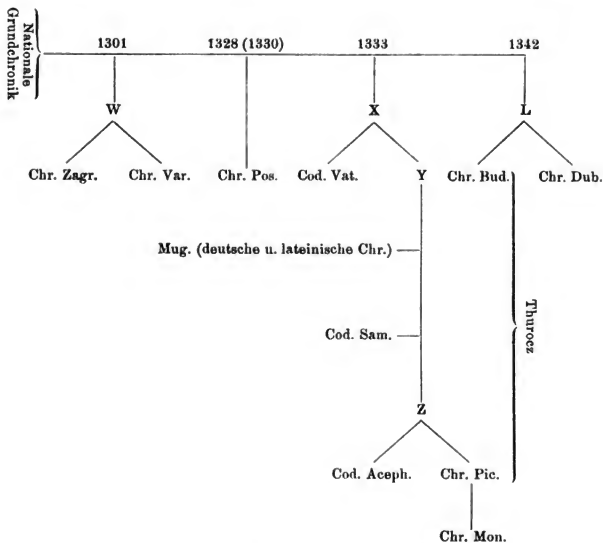 Nationale
Grundchronik
1301 1328 (1330) 1333 1342
W X L
Chr. Zagr. Chr. Var. Chr. Pos. Cod. Vat. Y Chr. Bud. Chr. Dub.
Mug. (deutsche u. lateinische Chr.)
Thurocz
Cod. Sam.
Z
Cod. Aceph. Chr. Pic.
Chr. Mon.